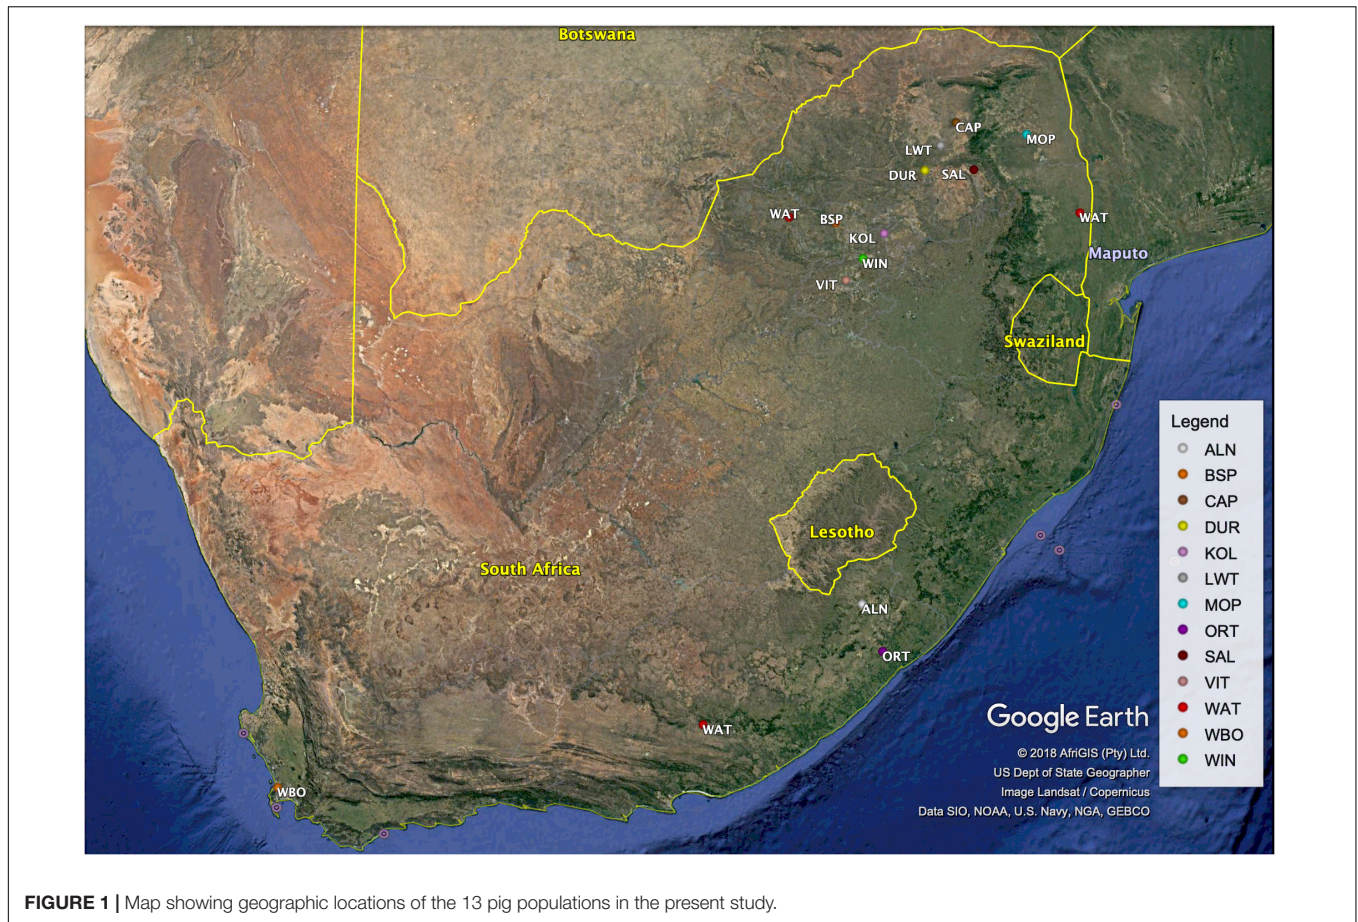 Botswana
CAP
MOP
LWT
DUR
SAL
WAT
BSP
WAT
KOL
Maputo
WIN
VIT
Swaziland
Legend
ALN
BSP
CAP
DUR
KOL
LWT
MOP
ORT
SAL
VIT
WAT
WBO
WIN
Lesotho
South Africa
ALN
ORT
WAT
WBO
Google Earth
© 2018 AfriGIS (Pty) Ltd.
US Dept of State Geographer
Image Landsat / Copernicus
Data SIO, NOAA, U.S. Navy, NGA, GEBCO
FIGURE 1 | Map showing geographic locations of the 13 pig populations in the present study.